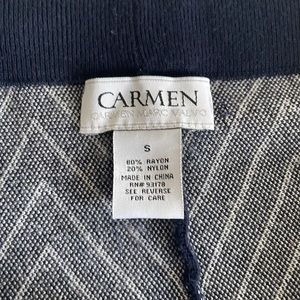 CARMEN
CARMEN MARC VALVO
S
80% RAYON
20% NYLON
MADE IN CHINA
RN# 93178
SEE REVERSE
FOR CARE